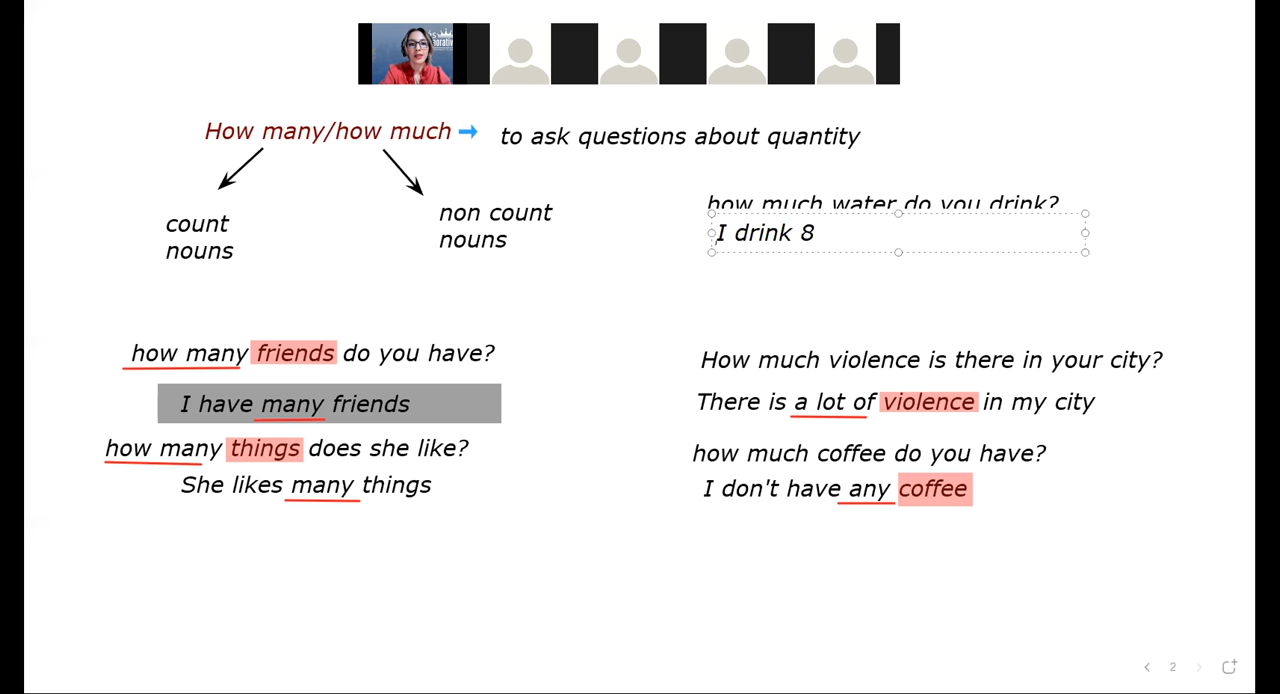 How many/how much
to ask questions about quantity
count
nouns
non count
nouns
how much water do you drink?
I drink 8
how many friends do you have?
I have many friends
how many things does she like?
She likes many things
How much violence is there in your city?
There is a lot of violence in my city
how much coffee do you have?
I don't have any coffee
2